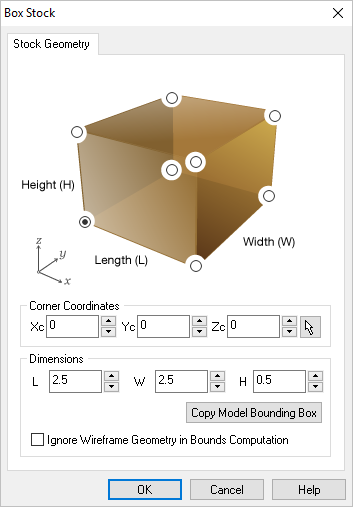 Box Stock
Stock Geometry
Height (H)
z
y
x
Length (L)
Width (W)
Corner Coordinates
Xc 0 Yc 0 Zc 0
Dimensions
L 2.5 W 2.5 H 0.5
Copy Model Bounding Box
Ignore Wireframe Geometry in Bounds Computation
OK Cancel Help